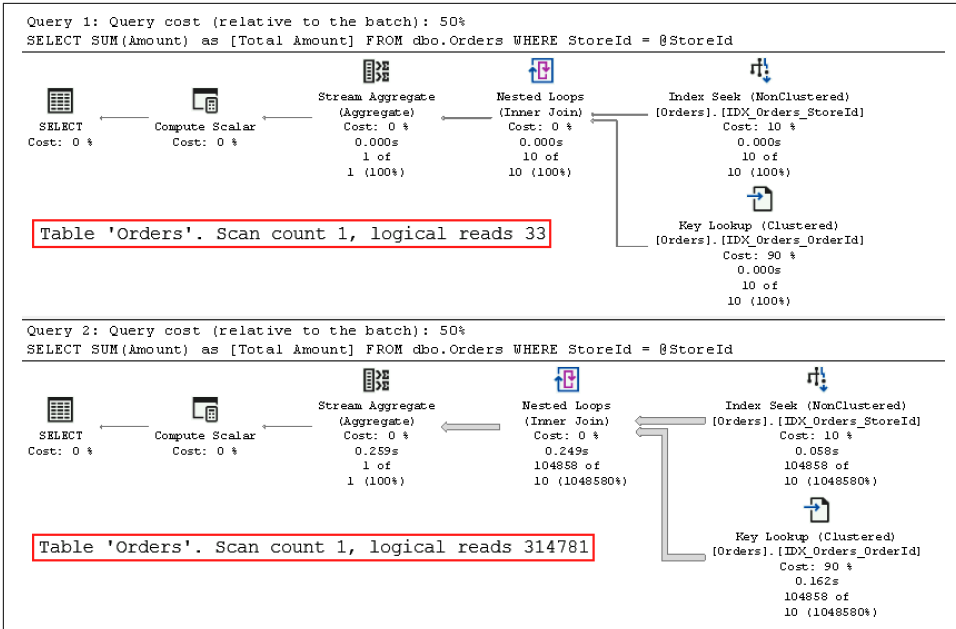 Query 1: Query cost (relative to the batch): 50%
SELECT SUM(Amount) as [Total Amount] FROM dbo.Orders WHERE StoreId = @StoreId
SELECT
Cost: 0 %
Compute Scalar
Cost: 0 %
Stream Aggregate
(Aggregate)
Cost: 0 %
0.000s
1 of
1 (100%)
Nested Loops
(Inner Join)
Cost: 0 %
0.000s
10 of
10 (100%)
Index Seek (NonClustered)
[Orders].[IDX_Orders_StoreId]
Cost: 10 %
0.000s
10 of
10 (100%)
Key Lookup (Clustered)
[Orders].[IDX_Orders_OrderId]
Cost: 90 %
0.000s
10 of
10 (100%)
Table 'Orders'. Scan count 1, logical reads 33
Query 2: Query cost (relative to the batch): 50%
SELECT SUM(Amount) as [Total Amount] FROM dbo.Orders WHERE StoreId = @StoreId
SELECT
Cost: 0 %
Compute Scalar
Cost: 0 %
Stream Aggregate
(Aggregate)
Cost: 0 %
0.259s
1 of
1 (100%)
Nested Loops
(Inner Join)
Cost: 0 %
0.249s
104858 of
10 (1048580%)
Index Seek (NonClustered)
[Orders].[IDX_Orders_StoreId]
Cost: 10 %
0.058s
104858 of
10 (1048580%)
Key Lookup (Clustered)
[Orders].[IDX_Orders_OrderId]
Cost: 90 %
0.162s
104858 of
10 (1048580%)
Table 'Orders'. Scan count 1, logical reads 314781